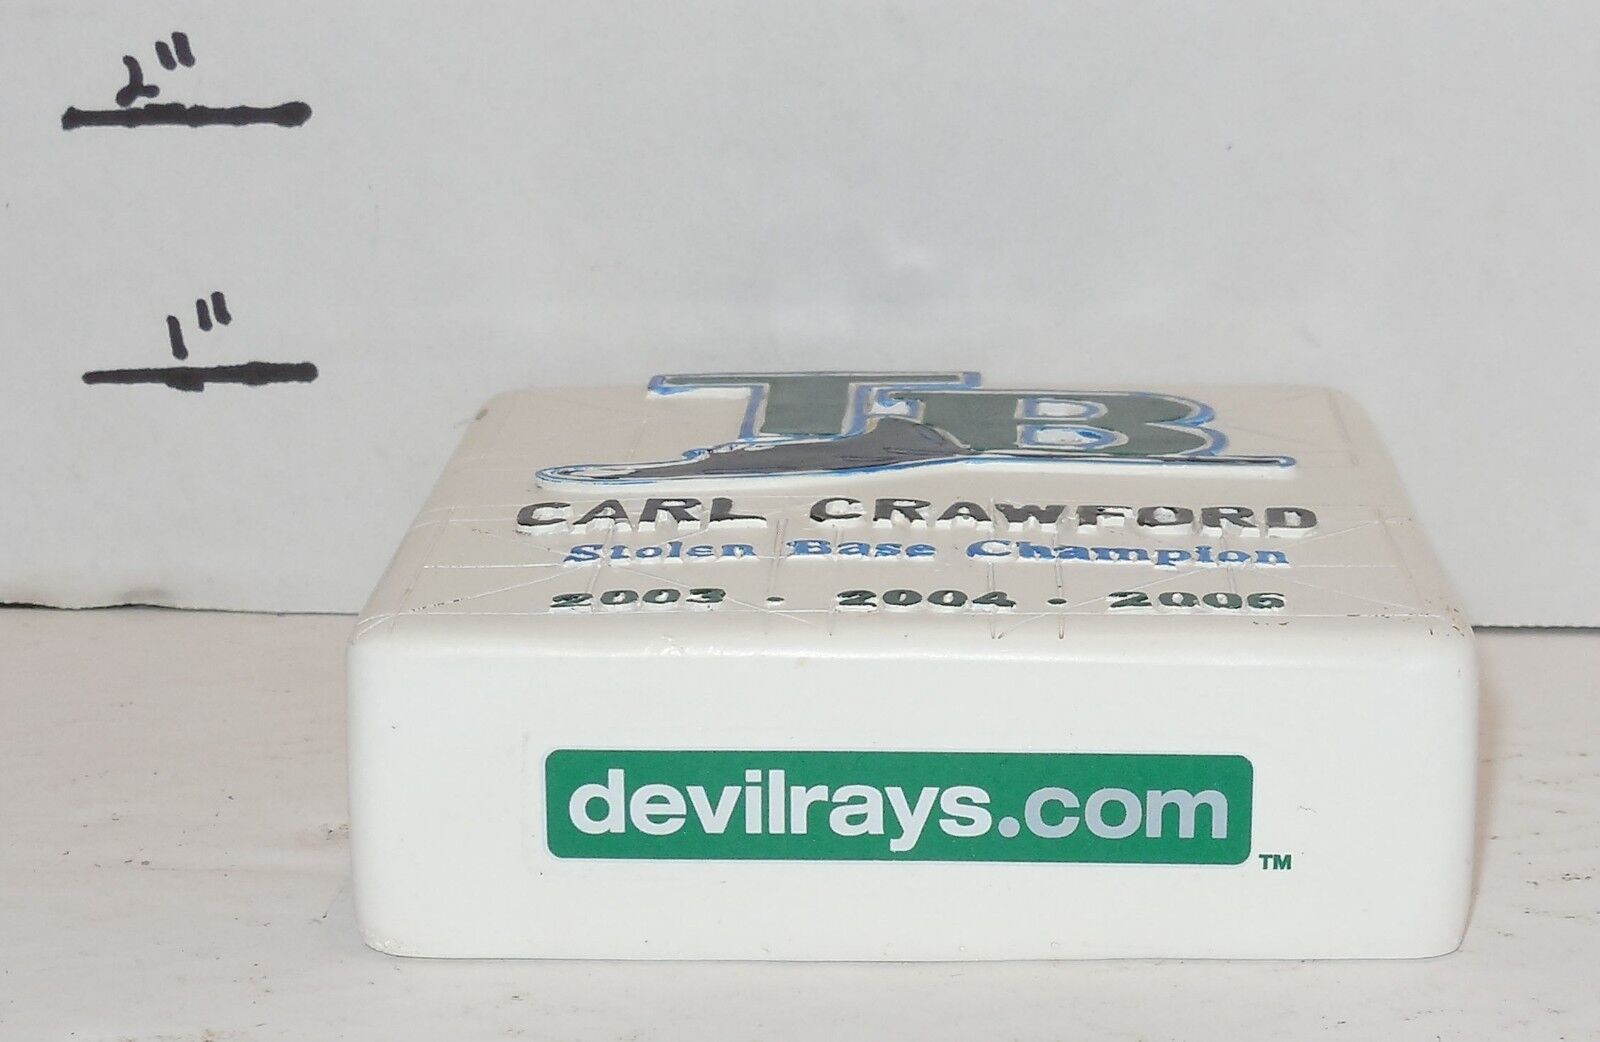 2"
1"
TB
CARL CRAWFORD
Stolen Base Champion
2003 · 2004 · 2006
devilrays.com
TM